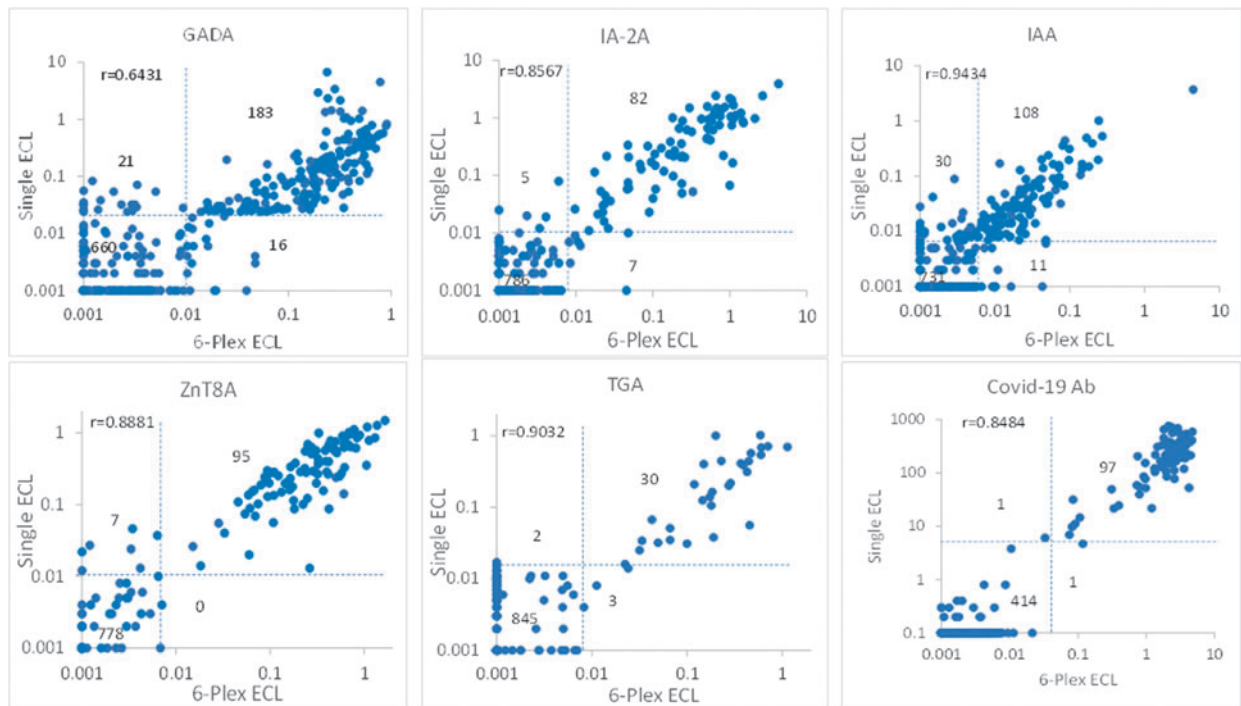 GADA
r=0.6431
183
21
660
16
Single ECL
10
1
0.1
0.01
0.001
0.001 0.01 0.1 1
6-Plex ECL
IA-2A
r=0.8567
82
5
786
7
Single ECL
10
1
0.1
0.01
0.001
0.001 0.01 0.1 1 10
6-Plex ECL
IAA
r=0.9434
108
30
731
11
Single ECL
10
1
0.1
0.01
0.001
0.001 0.01 0.1 1 10
6-Plex ECL
ZnT8A
r=0.8881
95
7
778
0
Single ECL
1
0.1
0.01
0.001
0.001 0.01 0.1 1
6-Plex ECL
TGA
r=0.9032
30
2
845
3
Single ECL
1
0.1
0.01
0.001
0.001 0.01 0.1 1
6-Plex ECL
Covid-19 Ab
r=0.8484
97
1
414
1
Single ECL
1000
100
10
1
0.1
0.001 0.01 0.1 1 10
6-Plex ECL